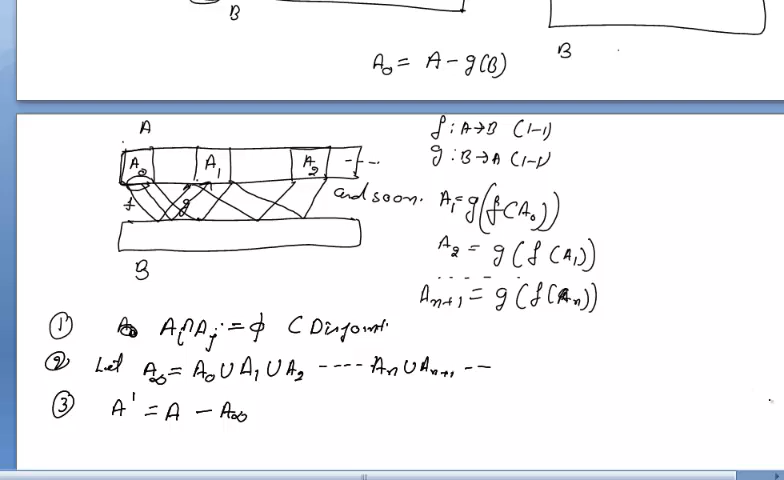 B
B
A₀ = A - g(B)
A
f : A→B (1-1)
g : B→A (1-1)
A₀ A₁ A₂ - - ..
f g
and so on. A₁ = g(f(A₀))
A₂ = g(f(A₁))
- - - - - -
Aₙ₊₁ = g(f(Aₙ))
B
① Aᵢ∩Aⱼ = ϕ (Disjoint.
② Let A∞ = A₀ ∪ A₁ ∪ A₂ ---- Aₙ ∪ Aₙ₊₁ --
③ A' = A - A∞